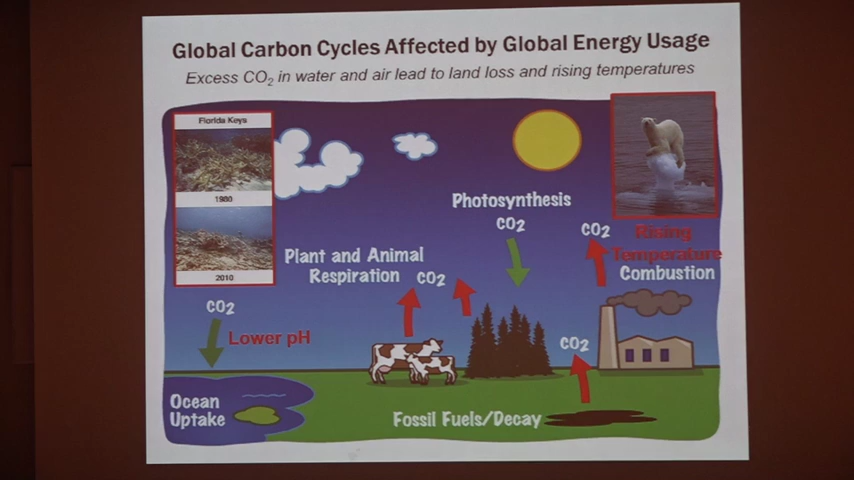 Global Carbon Cycles Affected by Global Energy Usage
Excess CO2 in water and air lead to land loss and rising temperatures
Florida Keys
1980
2010
Photosynthesis
CO2
CO2
Rising
Temperature
Combustion
Plant and Animal
Respiration CO2
CO2
Lower pH
CO2
Ocean
Uptake
Fossil Fuels/Decay